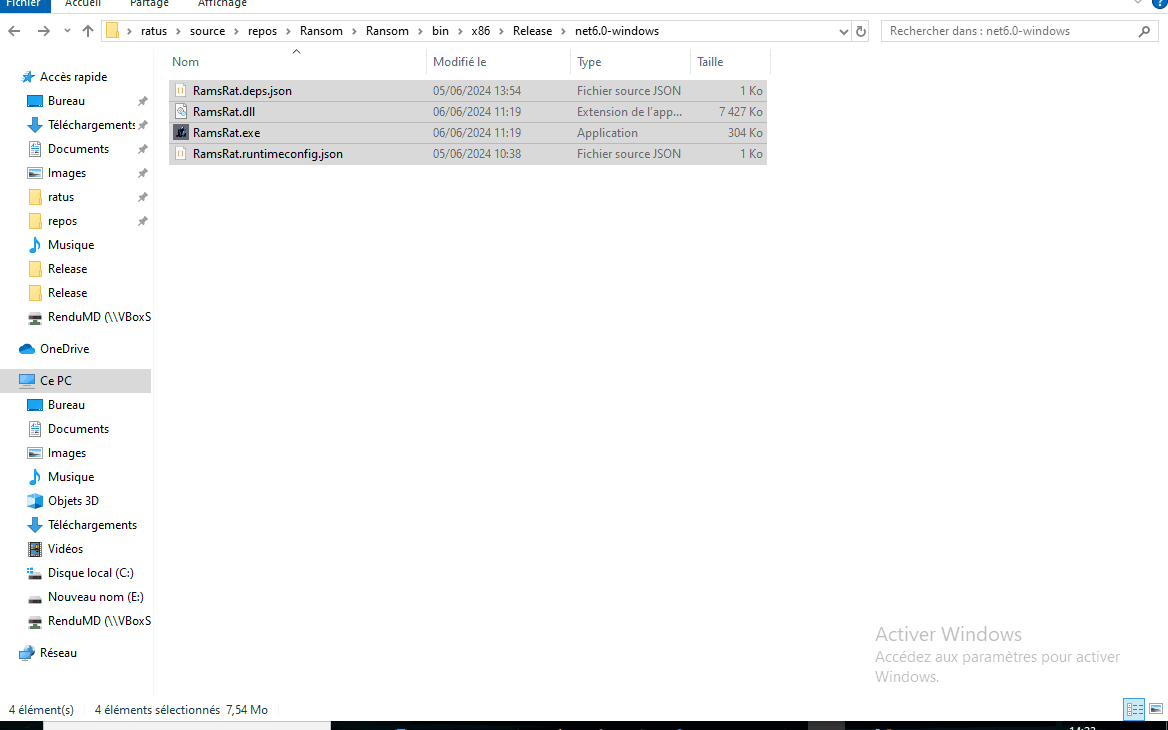 Fichier Accueil Partage Affichage
ratus source repos Ransom Ransom bin x86 Release net6.0-windows
Rechercher dans : net6.0-windows
Nom Modifié le Type Taille
RamsRat.deps.json 05/06/2024 13:54 Fichier source JSON 1 Ko
RamsRat.dll 06/06/2024 11:19 Extension de l'app... 7 427 Ko
RamsRat.exe 06/06/2024 11:19 Application 304 Ko
RamsRat.runtimeconfig.json 05/06/2024 10:38 Fichier source JSON 1 Ko
Accès rapide
Bureau
Téléchargements
Documents
Images
ratus
repos
Musique
Release
Release
RenduMD (\\VBoxS
OneDrive
Ce PC
Bureau
Documents
Images
Musique
Objets 3D
Téléchargements
Vidéos
Disque local (C:)
Nouveau nom (E:)
RenduMD (\\VBoxS
Réseau
Activer Windows
Accédez aux paramètres pour activer
Windows.
4 élément(s) 4 éléments sélectionnés 7,54 Mo